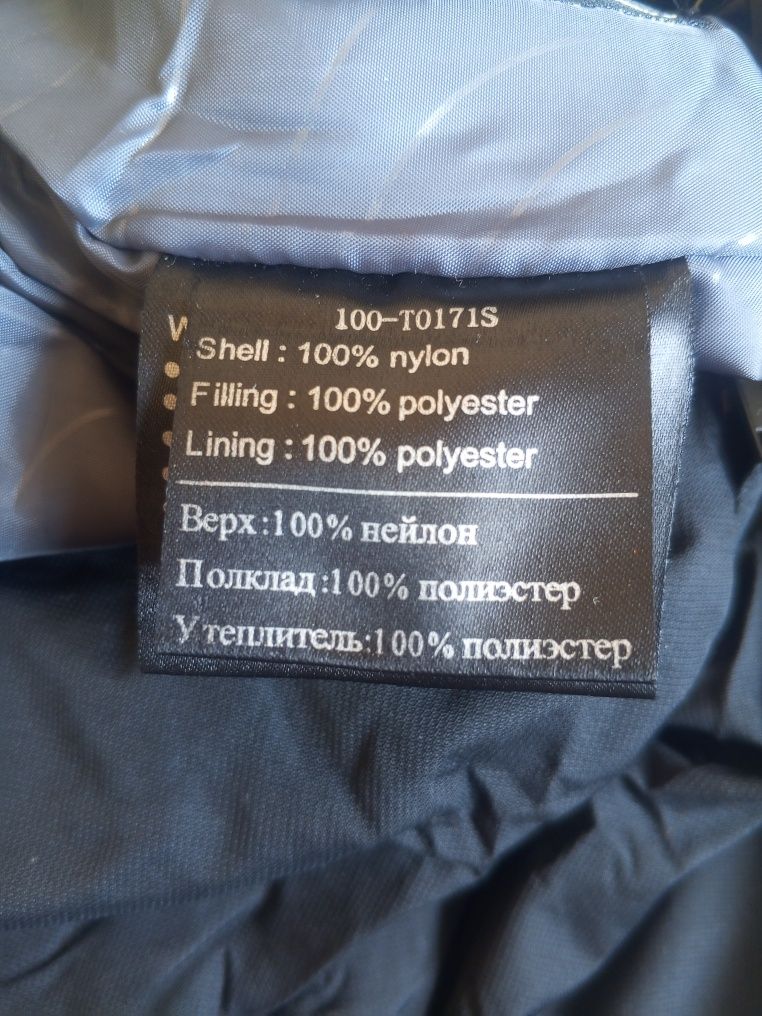 100-T0171S
Shell : 100% nylon
Filling : 100% polyester
Lining : 100% polyester
Верх:100% нейлон
Полклад:100% полиэстер
Утеплитель:100% полиэстер